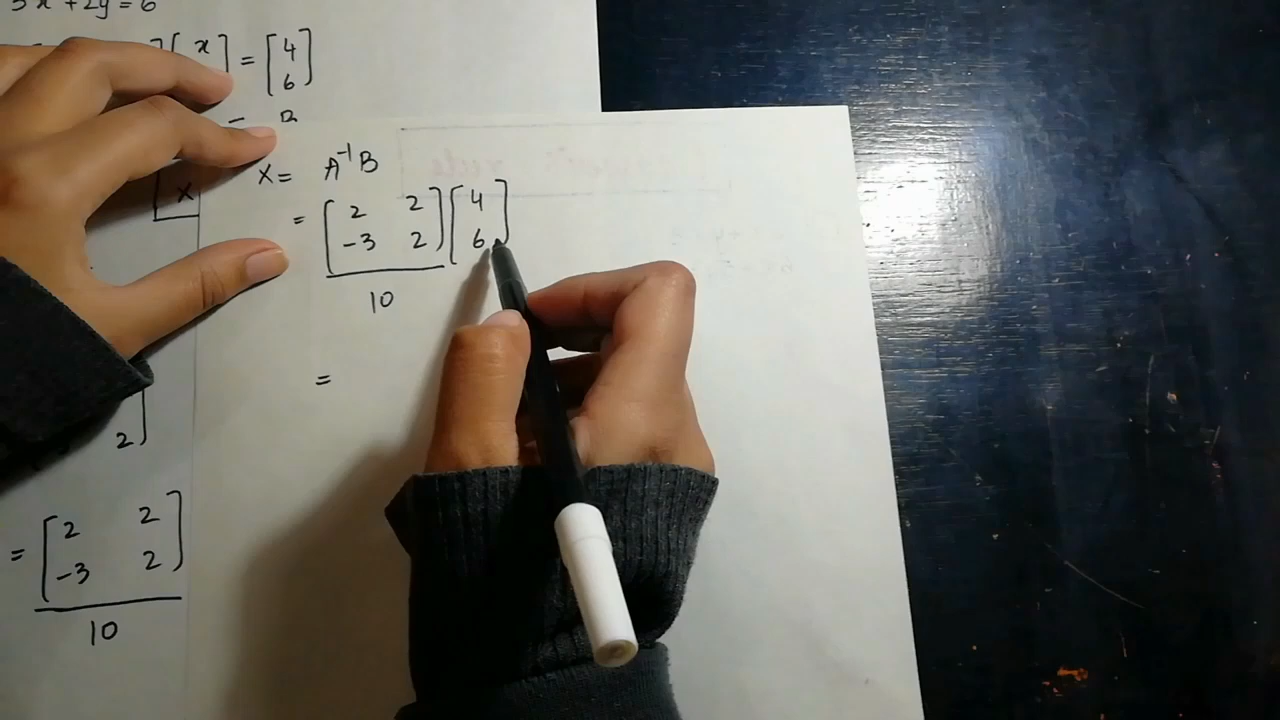 3x+2y=6
][x] = [4
6]
X= A⁻¹B
= [2 2
-3 2] [4
6]
10
=
x
2]
= [2 2
-3 2]
10